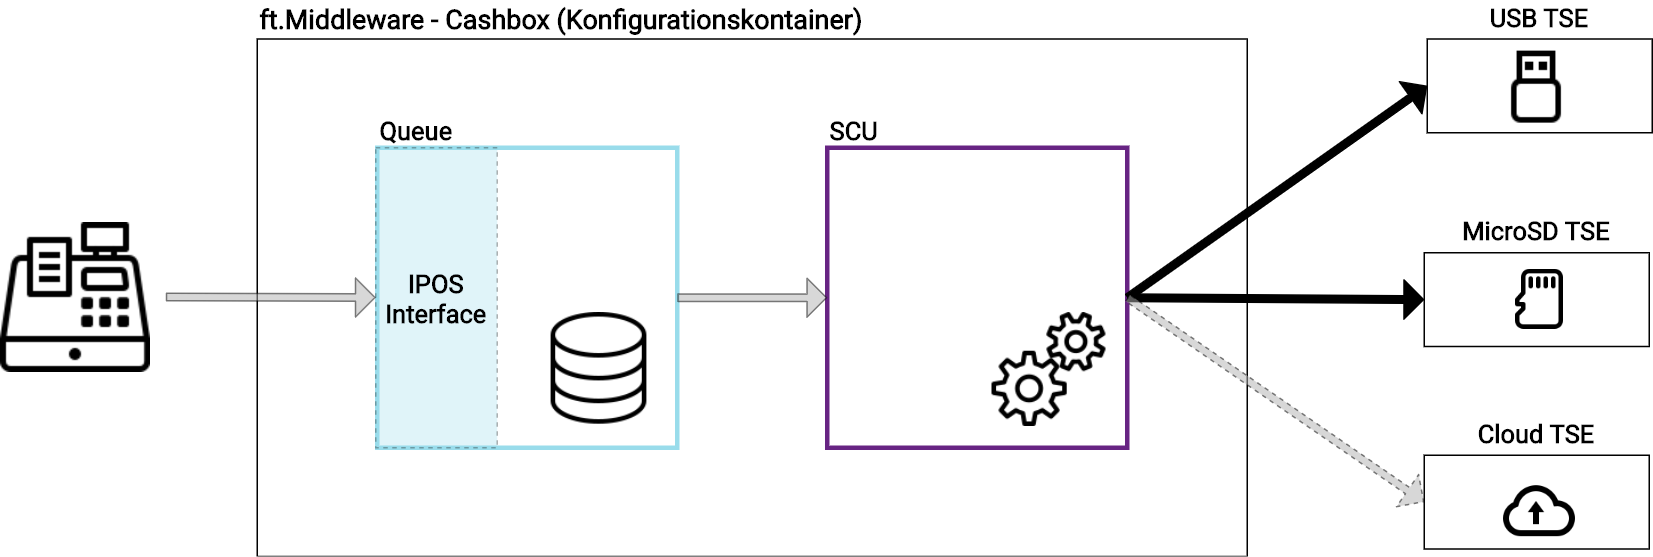 ft.Middleware - Cashbox (Konfigurationskontainer)
USB TSE
Queue
SCU
MicroSD TSE
IPOS
Interface
Cloud TSE